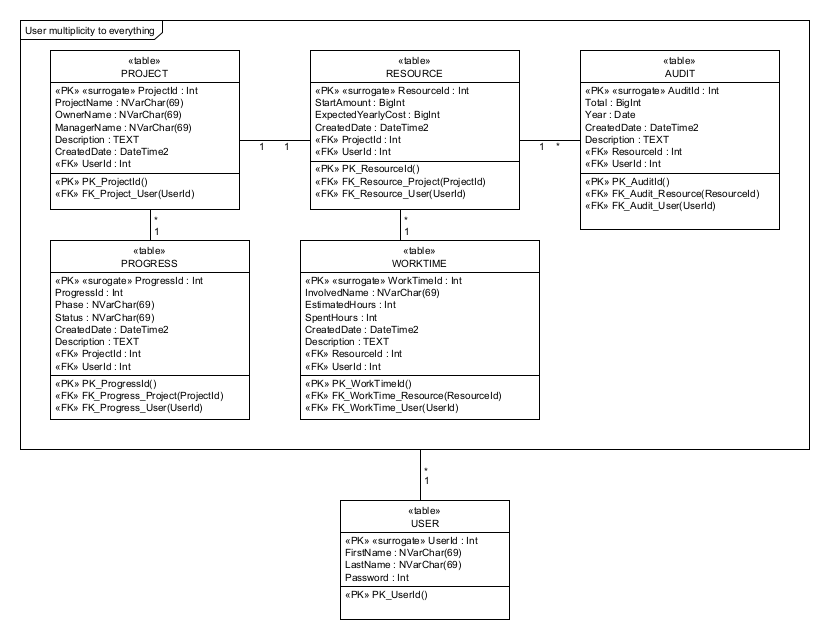 User multiplicity to everything
«table»
PROJECT
«PK» «surrogate» ProjectId : Int
ProjectName : NVarChar(69)
OwnerName : NVarChar(69)
ManagerName : NVarChar(69)
Description : TEXT
CreatedDate : DateTime2
«FK» UserId : Int
«PK» PK_ProjectId()
«FK» FK_Project_User(UserId)
1 1
«table»
RESOURCE
«PK» «surrogate» ResourceId : Int
StartAmount : BigInt
ExpectedYearlyCost : BigInt
CreatedDate : DateTime2
«FK» ProjectId : Int
«FK» UserId : Int
«PK» PK_ResourceId()
«FK» FK_Resource_Project(ProjectId)
«FK» FK_Resource_User(UserId)
1 *
«table»
AUDIT
«PK» «surrogate» AuditId : Int
Total : BigInt
Year : Date
CreatedDate : DateTime2
Description : TEXT
«FK» ResourceId : Int
«FK» UserId : Int
«PK» PK_AuditId()
«FK» FK_Audit_Resource(ResourceId)
«FK» FK_Audit_User(UserId)
*
1
«table»
PROGRESS
«PK» «surogate» ProgressId : Int
ProgressId : Int
Phase : NVarChar(69)
Status : NVarChar(69)
CreatedDate : DateTime2
Description : TEXT
«FK» ProjectId : Int
«FK» UserId : Int
«PK» PK_ProgressId()
«FK» FK_Progress_Project(ProjectId)
«FK» FK_Progress_User(UserId)
*
1
«table»
WORKTIME
«PK» «surrogate» WorkTimeId : Int
InvolvedName : NVarChar(69)
EstimatedHours : Int
SpentHours : Int
CreatedDate : DateTime2
Description : TEXT
«FK» ResourceId : Int
«FK» UserId : Int
«PK» PK_WorkTimeId()
«FK» FK_WorkTime_Resource(ResourceId)
«FK» FK_WorkTime_User(UserId)
*
1
«table»
USER
«PK» «surrogate» UserId : Int
FirstName : NVarChar(69)
LastName : NVarChar(69)
Password : Int
«PK» PK_UserId()